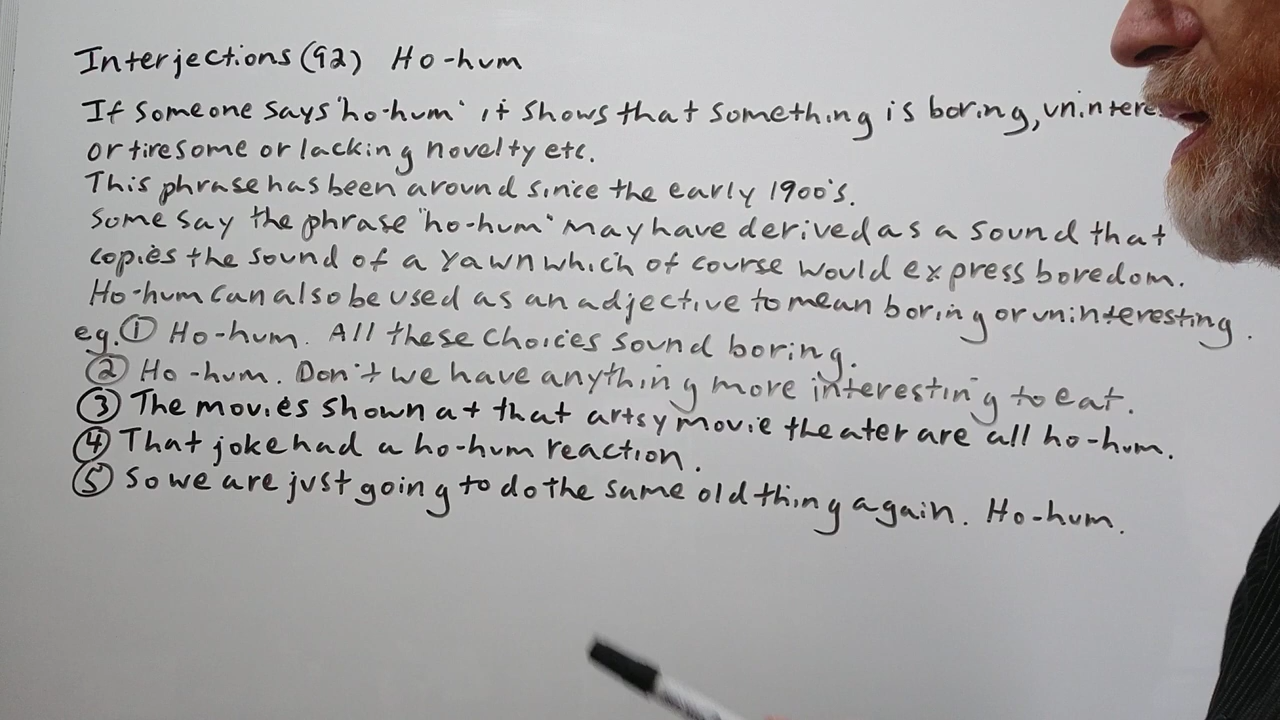 Interjections (92) Ho-hum
If someone says "ho-hum" it shows that something is boring, unintere
or tiresome or lacking novelty etc.
This phrase has been around since the early 1900's.
Some say the phrase "ho-hum" may have derived as a sound that
copies the sound of a yawn which of course would express boredom.
Ho-hum can also be used as an adjective to mean boring or uninteresting.
eg. ① Ho-hum. All these choices sound boring.
② Ho-hum. Don't we have anything more interesting to eat.
③ The movies shown at that artsy movie theater are all ho-hum.
④ That joke had a ho-hum reaction.
⑤ So we are just going to do the same old thing again. Ho-hum.